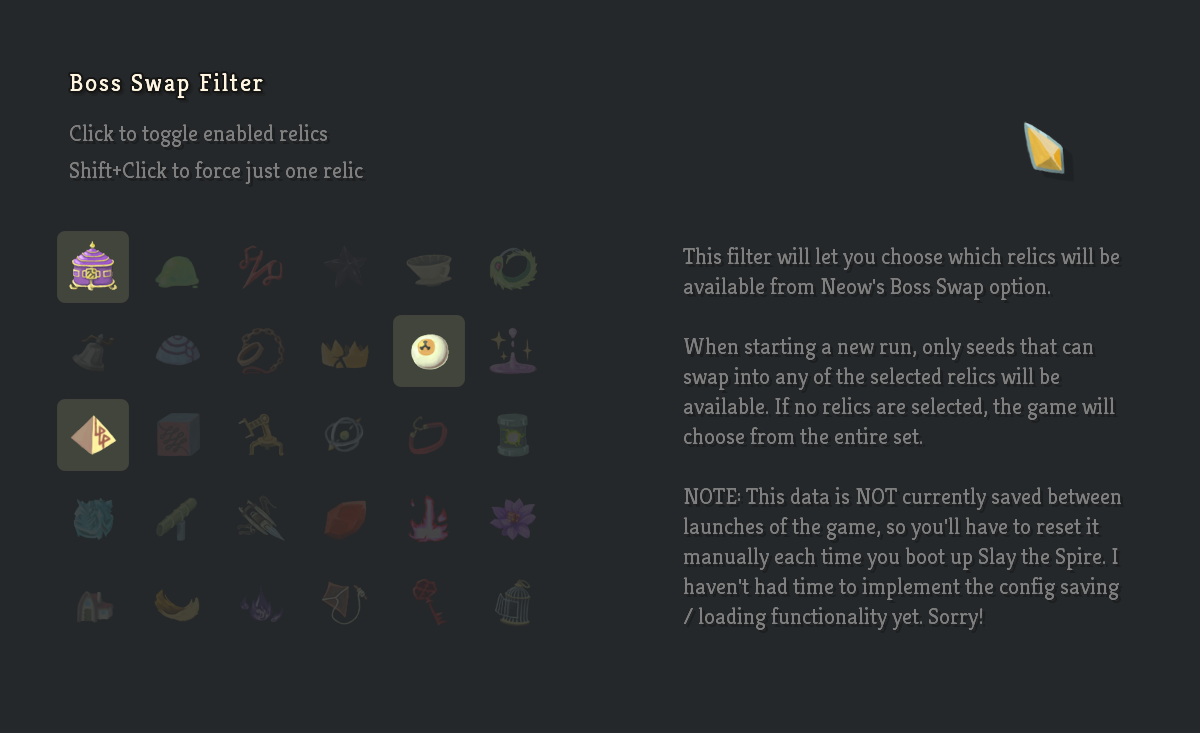 Boss Swap Filter
Click to toggle enabled relics
Shift+Click to force just one relic
This filter will let you choose which relics will be
available from Neow's Boss Swap option.
When starting a new run, only seeds that can
swap into any of the selected relics will be
available. If no relics are selected, the game will
choose from the entire set.
NOTE: This data is NOT currently saved between
launches of the game, so you'll have to reset it
manually each time you boot up Slay the Spire. I
haven't had time to implement the config saving
/ loading functionality yet. Sorry!